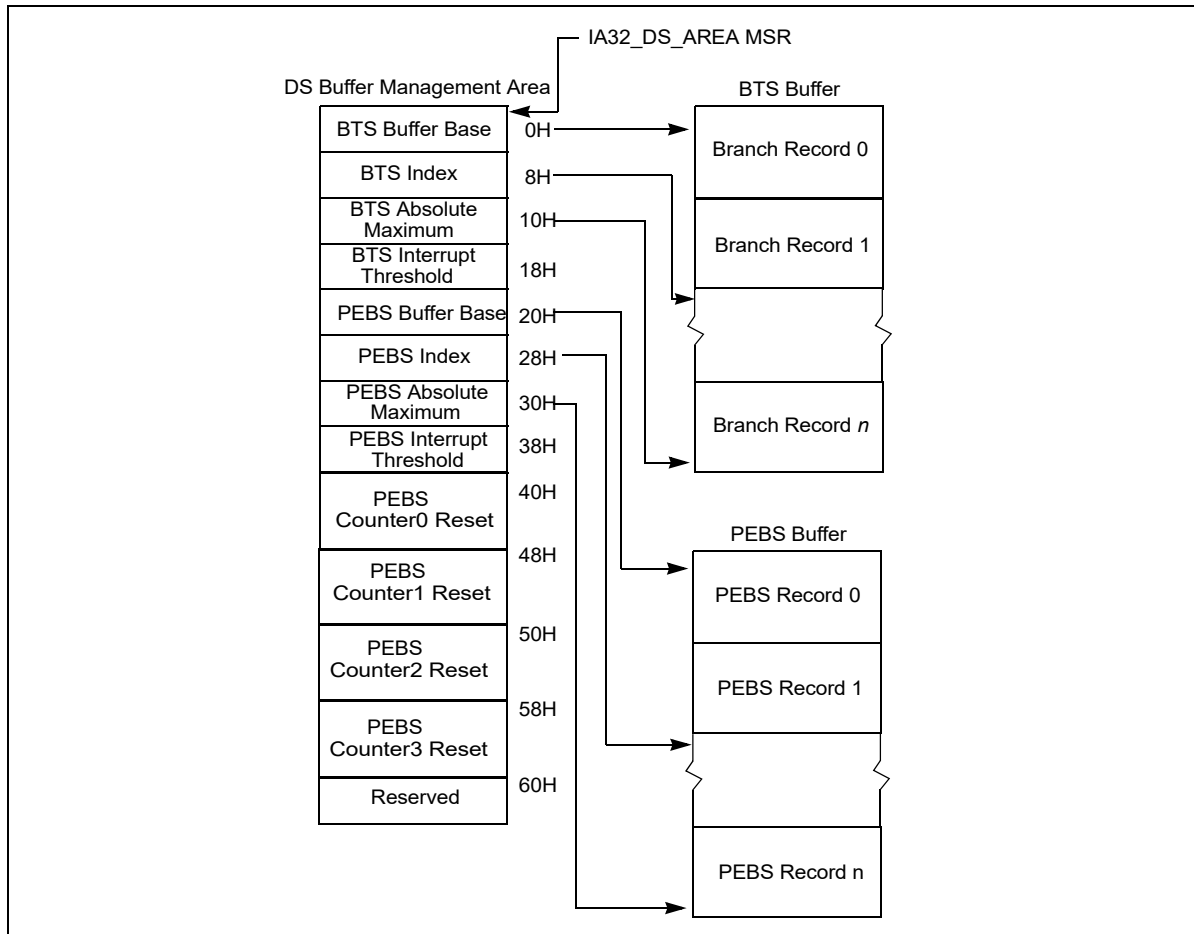 IA32_DS_AREA MSR
DS Buffer Management Area
BTS Buffer Base
0H
BTS Index
8H
BTS Absolute
Maximum
10H
BTS Interrupt
Threshold
18H
PEBS Buffer Base
20H
PEBS Index
28H
PEBS Absolute
Maximum
30H
PEBS Interrupt
Threshold
38H
PEBS
Counter0 Reset
40H
PEBS
Counter1 Reset
48H
PEBS
Counter2 Reset
50H
PEBS
Counter3 Reset
58H
Reserved
60H
BTS Buffer
Branch Record 0
Branch Record 1
Branch Record n
PEBS Buffer
PEBS Record 0
PEBS Record 1
PEBS Record n